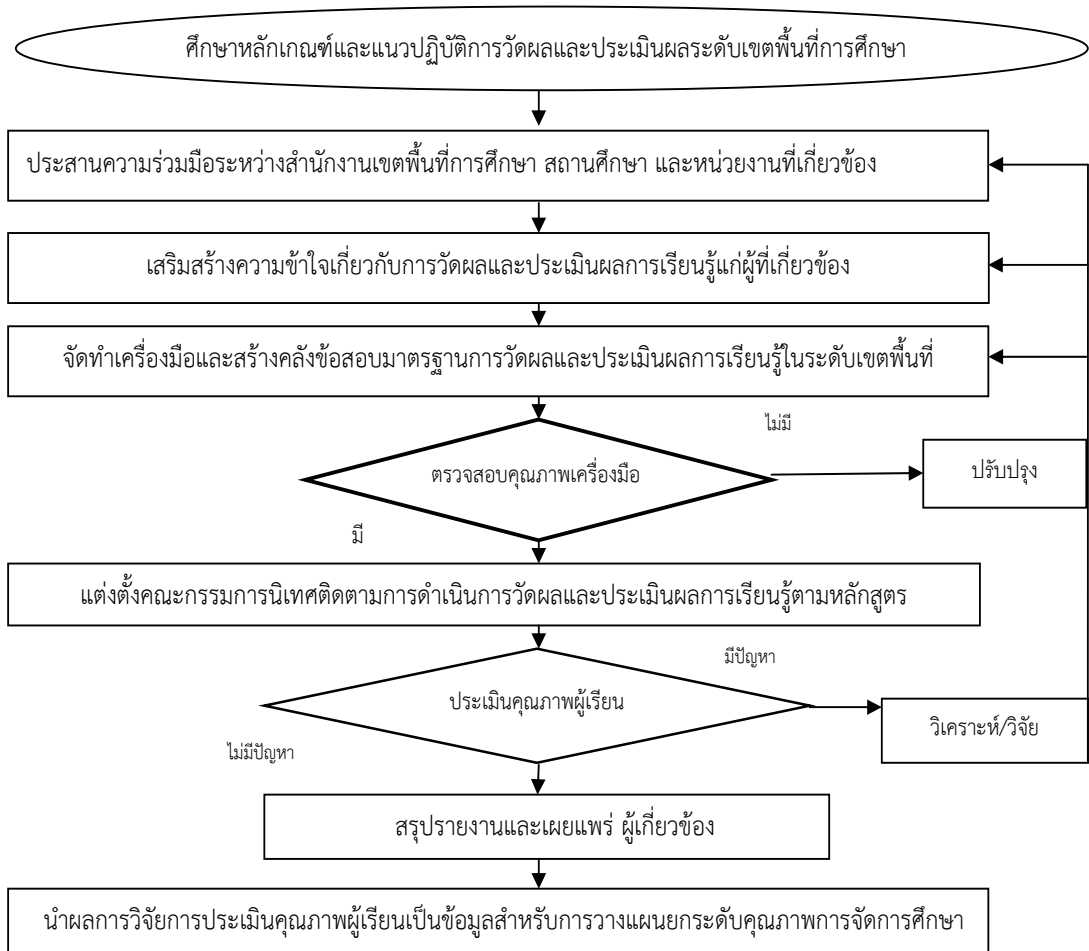 ศึกษาหลักเกณฑ์และแนวปฏิบัติการวัดผลและประเมินผลระดับเขตพื้นที่การศึกษา
ประสานความร่วมมือระหว่างสำนักงานเขตพื้นที่การศึกษา สถานศึกษา และหน่วยงานที่เกี่ยวข้อง
เสริมสร้างความข้าใจเกี่ยวกับการวัดผลและประเมินผลการเรียนรู้แก่ผู้ที่เกี่ยวข้อง
จัดทำเครื่องมือและสร้างคลังข้อสอบมาตรฐานการวัดผลและประเมินผลการเรียนรู้ในระดับเขตพื้นที่
ไม่มี
ตรวจสอบคุณภาพเครื่องมือ
ปรับปรุง
มี
แต่งตั้งคณะกรรมการนิเทศติดตามการดำเนินการวัดผลและประเมินผลการเรียนรู้ตามหลักสูตร
มีปัญหา
ประเมินคุณภาพผู้เรียน
วิเคราะห์/วิจัย
ไม่มีปัญหา
สรุปรายงานและเผยแพร่ ผู้เกี่ยวข้อง
นำผลการวิจัยการประเมินคุณภาพผู้เรียนเป็นข้อมูลสำหรับการวางแผนยกระดับคุณภาพการจัดการศึกษา